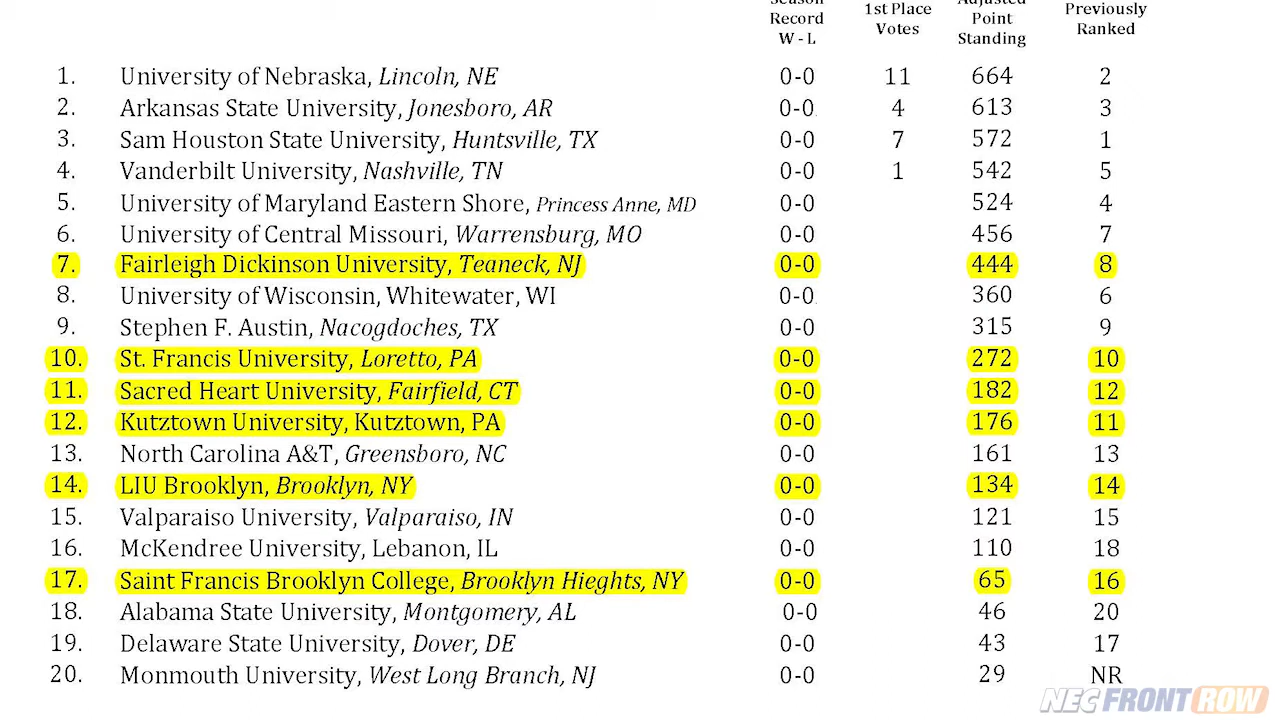 Season 1st Place Adjusted Previously
Record Votes Point Ranked
W - L Standing
1. University of Nebraska, Lincoln, NE 0-0 11 664 2
2. Arkansas State University, Jonesboro, AR 0-0 4 613 3
3. Sam Houston State University, Huntsville, TX 0-0 7 572 1
4. Vanderbilt University, Nashville, TN 0-0 1 542 5
5. University of Maryland Eastern Shore, Princess Anne, MD 0-0 524 4
6. University of Central Missouri, Warrensburg, MO 0-0 456 7
7. Fairleigh Dickinson University, Teaneck, NJ 0-0 444 8
8. University of Wisconsin, Whitewater, WI 0-0 360 6
9. Stephen F. Austin, Nacogdoches, TX 0-0 315 9
10. St. Francis University, Loretto, PA 0-0 272 10
11. Sacred Heart University, Fairfield, CT 0-0 182 12
12. Kutztown University, Kutztown, PA 0-0 176 11
13. North Carolina A&T, Greensboro, NC 0-0 161 13
14. LIU Brooklyn, Brooklyn, NY 0-0 134 14
15. Valparaiso University, Valparaiso, IN 0-0 121 15
16. McKendree University, Lebanon, IL 0-0 110 18
17. Saint Francis Brooklyn College, Brooklyn Hieghts, NY 0-0 65 16
18. Alabama State University, Montgomery, AL 0-0 46 20
19. Delaware State University, Dover, DE 0-0 43 17
20. Monmouth University, West Long Branch, NJ 0-0 29 NR
NEC FRONT ROW